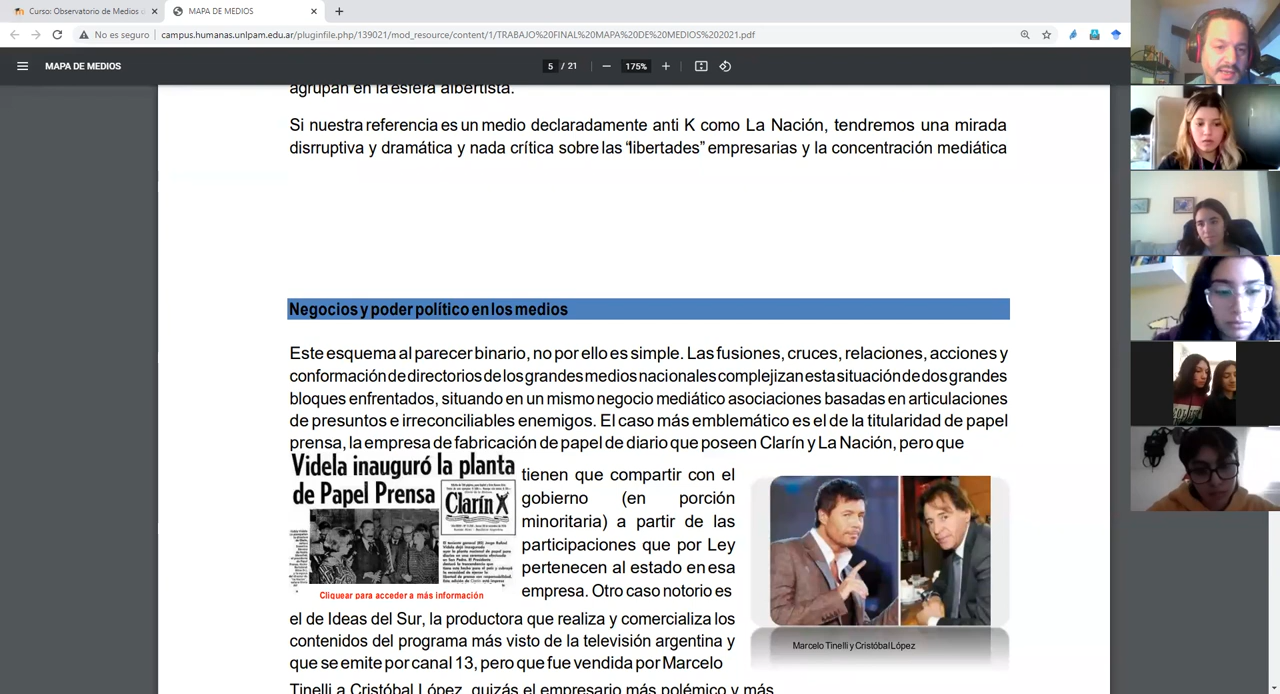 Curso: Observatorio de Medios
MAPA DE MEDIOS
No es seguro
campus.humanas.unlpam.edu.ar/pluginfile.php/139021/mod_resource/content/1/TRABAJO%20FINAL%20MAPA%20DE%20MEDIOS%202021.pdf
MAPA DE MEDIOS
5 / 21
175%
agrupan en la esfera albertista.
Si nuestra referencia es un medio declaradamente anti K como La Nación, tendremos una mirada
disrruptiva y dramática y nada crítica sobre las “libertades” empresarias y la concentración mediática
Negocios y poder político en los medios
Este esquema al parecer binario, no por ello es simple. Las fusiones, cruces, relaciones, acciones y
conformación de directorios de los grandes medios nacionales complejizan esta situación de dos grandes
bloques enfrentados, situando en un mismo negocio mediático asociaciones basadas en articulaciones
de presuntos e irreconciliables enemigos. El caso más emblemático es el de la titularidad de papel
prensa, la empresa de fabricación de papel de diario que poseen Clarín y La Nación, pero que
Videla inauguró la planta
de Papel Prensa
Clarín
Cliquear para acceder a más información
tienen que compartir con el
gobierno (en porción
minoritaria) a partir de las
participaciones que por Ley
pertenecen al estado en esa
empresa. Otro caso notorio es
el de Ideas del Sur, la productora que realiza y comercializa los
contenidos del programa más visto de la televisión argentina y
que se emite por canal 13, pero que fue vendida por Marcelo
Tinelli a Cristóbal López, quizás el empresario más polémico y más
Marcelo Tinelli y Cristóbal López